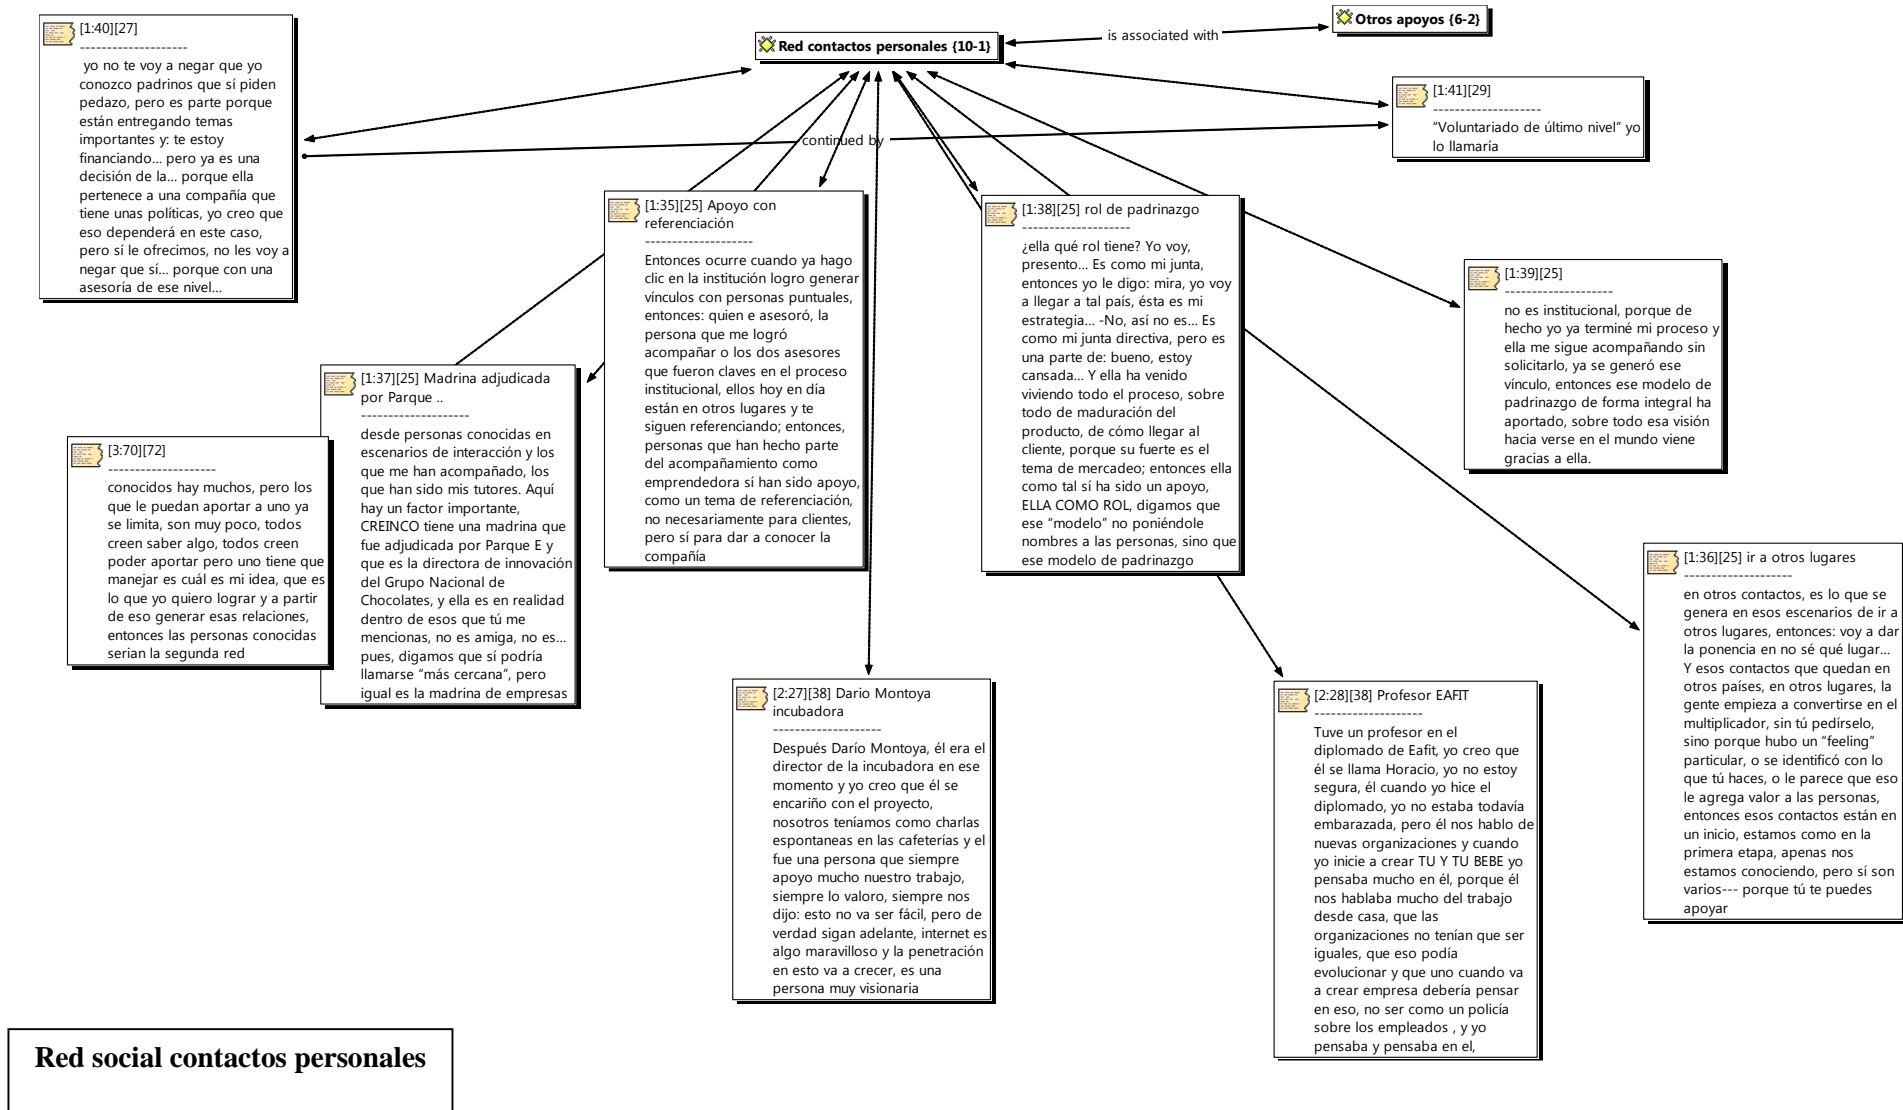 [1:40][27]
--------------------
yo no te voy a negar que yo
conozco padrinos que sí piden
pedazo, pero es parte porque
están entregando temas
importantes y: te estoy
financiando... pero ya es una
decisión de la... porque ella
pertenece a una compañía que
tiene unas políticas, yo creo que
eso dependerá en este caso,
pero sí le ofrecimos, no les voy a
negar que sí... porque con una
asesoría de ese nivel...
Red contactos personales {10-1}
is associated with
Otros apoyos {6-2}
[1:41][29]
--------------------
"Voluntariado de último nivel" yo
lo llamaría
continued by
[1:35][25] Apoyo con
referenciación
--------------------
Entonces ocurre cuando ya hago
clic en la institución logro generar
vínculos con personas puntuales,
entonces: quien e asesoró, la
persona que me logró
acompañar o los dos asesores
que fueron claves en el proceso
institucional, ellos hoy en día
están en otros lugares y te
siguen referenciando; entonces,
personas que han hecho parte
del acompañamiento como
emprendedora sí han sido apoyo,
como un tema de referenciación,
no necesariamente para clientes,
pero sí para dar a conocer la
compañía
[1:38][25] rol de padrinazgo
--------------------
¿ella qué rol tiene? Yo voy,
presento... Es como mi junta,
entonces yo le digo: mira, yo voy
a llegar a tal país, ésta es mi
estrategia... -No, así no es... Es
como mi junta directiva, pero es
una parte de: bueno, estoy
cansada... Y ella ha venido
viviendo todo el proceso, sobre
todo de maduración del
producto, de cómo llegar al
cliente, porque su fuerte es el
tema de mercadeo; entonces ella
como tal sí ha sido un apoyo,
ELLA COMO ROL, digamos que
ese "modelo" no poniéndole
nombres a las personas, sino que
ese modelo de padrinazgo
[1:39][25]
--------------------
no es institucional, porque de
hecho yo ya terminé mi proceso y
ella me sigue acompañando sin
solicitarlo, ya se generó ese
vínculo, entonces ese modelo de
padrinazgo de forma integral ha
aportado, sobre todo esa visión
hacia verse en el mundo viene
gracias a ella.
[1:37][25] Madrina adjudicada
por Parque ..
--------------------
desde personas conocidas en
escenarios de interacción y los
que me han acompañado, los
que han sido mis tutores. Aquí
hay un factor importante,
CREINCO tiene una madrina que
fue adjudicada por Parque E y
que es la directora de innovación
del Grupo Nacional de
Chocolates, y ella es en realidad
dentro de esos que tú me
mencionas, no es amiga, no es...
pues, digamos que sí podría
llamarse "más cercana", pero
igual es la madrina de empresas
[3:70][72]
--------------------
conocidos hay muchos, pero los
que le puedan aportar a uno ya
se limita, son muy poco, todos
creen saber algo, todos creen
poder aportar pero uno tiene que
manejar es cuál es mi idea, que es
lo que yo quiero lograr y a partir
de eso generar esas relaciones,
entonces las personas conocidas
serian la segunda red
[1:36][25] ir a otros lugares
--------------------
en otros contactos, es lo que se
genera en esos escenarios de ir a
otros lugares, entonces: voy a dar
la ponencia en no sé qué lugar...
Y esos contactos que quedan en
otros países, en otros lugares, la
gente empieza a convertirse en el
multiplicador, sin tú pedírselo,
sino porque hubo un "feeling"
particular, o se identificó con lo
que tú haces, o le parece que eso
le agrega valor a las personas,
entonces esos contactos están en
un inicio, estamos como en la
primera etapa, apenas nos
estamos conociendo, pero sí son
varios--- porque tú te puedes
apoyar
[2:27][38] Dario Montoya
incubadora
--------------------
Después Darío Montoya, él era el
director de la incubadora en ese
momento y yo creo que él se
encariño con el proyecto,
nosotros teníamos como charlas
espontaneas en las cafeterías y el
fue una persona que siempre
apoyo mucho nuestro trabajo,
siempre lo valoro, siempre nos
dijo: esto no va ser fácil, pero de
verdad sigan adelante, internet es
algo maravilloso y la penetración
en esto va a crecer, es una
persona muy visionaria
[2:28][38] Profesor EAFIT
--------------------
Tuve un profesor en el
diplomado de Eafit, yo creo que
él se llama Horacio, yo no estoy
segura, él cuando yo hice el
diplomado, yo no estaba todavía
embarazada, pero él nos hablo de
nuevas organizaciones y cuando
yo inicie a crear TU Y TU BEBE yo
pensaba mucho en él, porque él
nos hablaba mucho del trabajo
desde casa, que las
organizaciones no tenían que ser
iguales, que eso podía
evolucionar y que uno cuando va
a crear empresa debería pensar
en eso, no ser como un policía
sobre los empleados , y yo
pensaba y pensaba en el,
Red social contactos personales